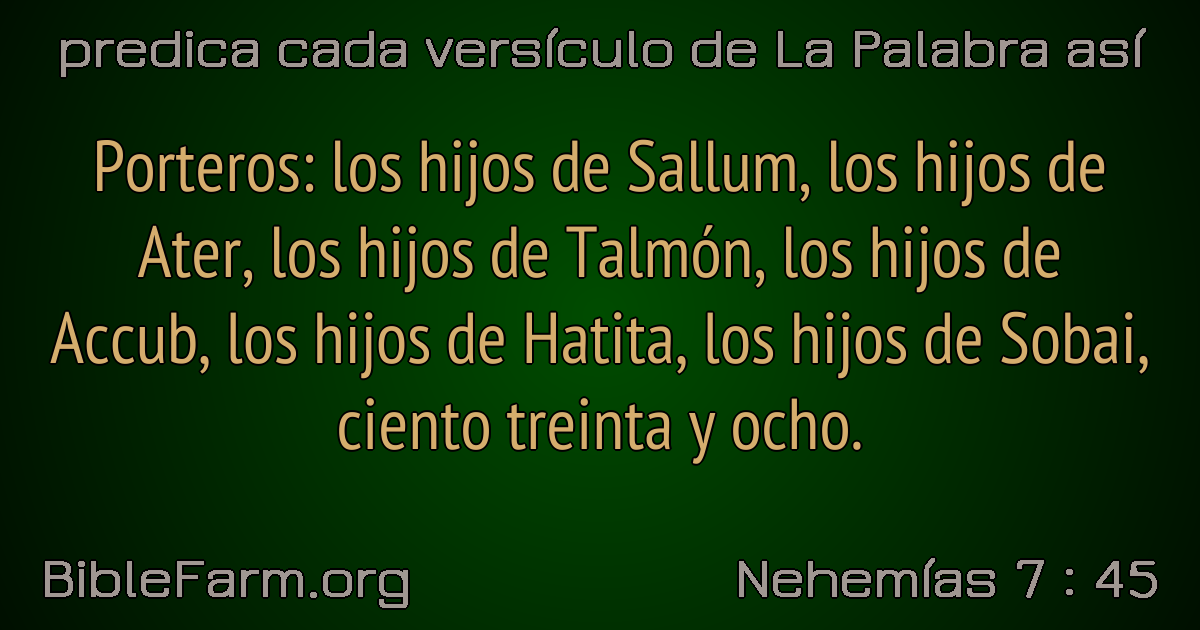 predica cada versículo de La Palabra así
Porteros: los hijos de Sallum, los hijos de
Ater, los hijos de Talmón, los hijos de
Accub, los hijos de Hatita, los hijos de Sobai,
ciento treinta y ocho.
BibleFarm.org
Nehemías 7 : 45